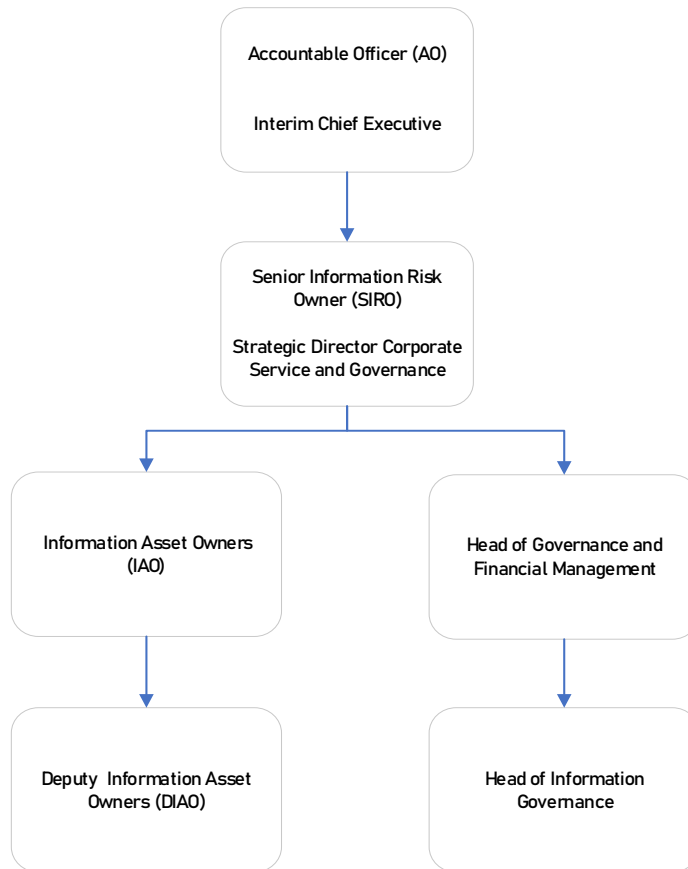 Accountable Officer (AO)
Interim Chief Executive
Senior Information Risk
Owner (SIRO)
Strategic Director Corporate
Service and Governance
Information Asset Owners
(IAO)
Head of Governance and
Financial Management
Deputy Information Asset
Owners (DIAO)
Head of Information
Governance